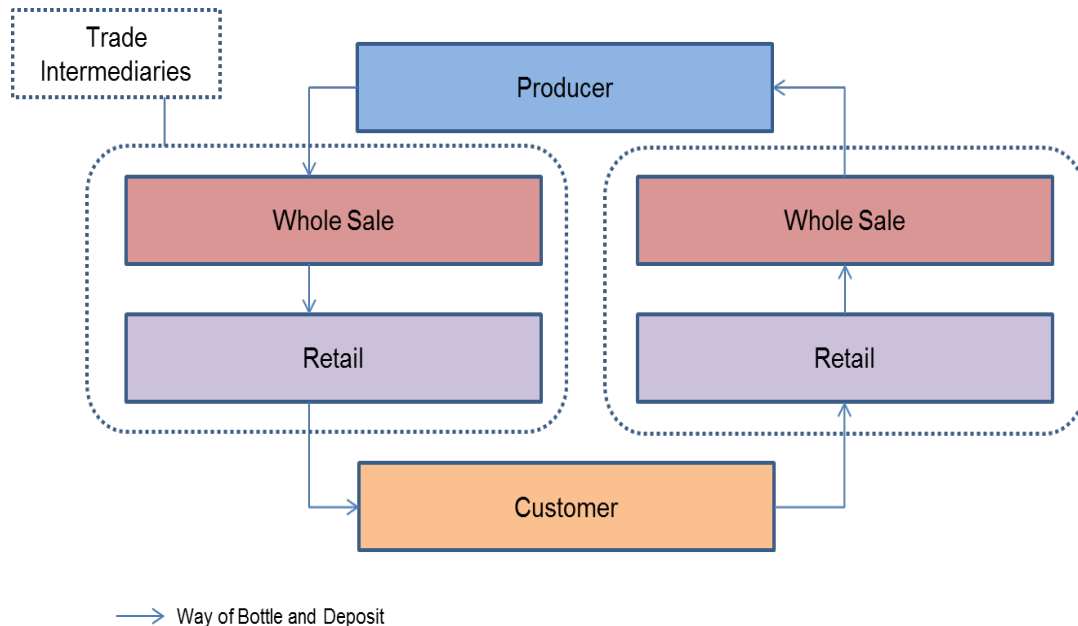 Trade
Intermediaries
Producer
Whole Sale
Whole Sale
Retail
Retail
Customer
Way of Bottle and Deposit